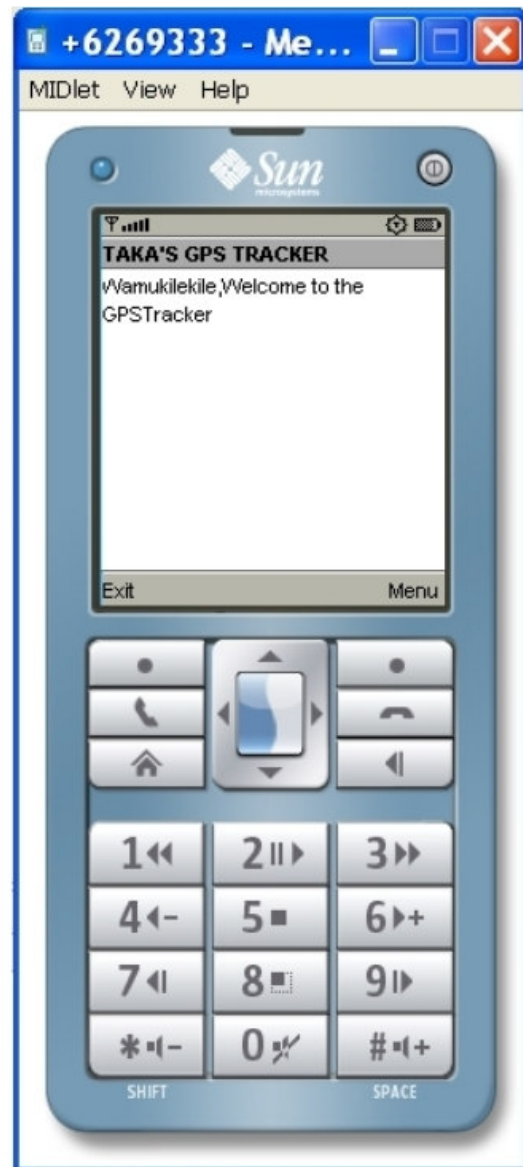 +6269333 - Me...
MIDlet View Help
Sun
microsystems
TAKA'S GPS TRACKER
Wamukilekile,Welcome to the
GPSTracker
Exit Menu
1 2 3
4 - 5 6 +
7 8 9
* - 0 # +
SHIFT SPACE